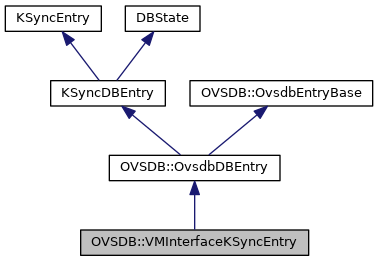 KSyncEntry
DBState
KSyncDBEntry
OVSDB::OvsdbEntryBase
OVSDB::OvsdbDBEntry
OVSDB::VMInterfaceKSyncEntry